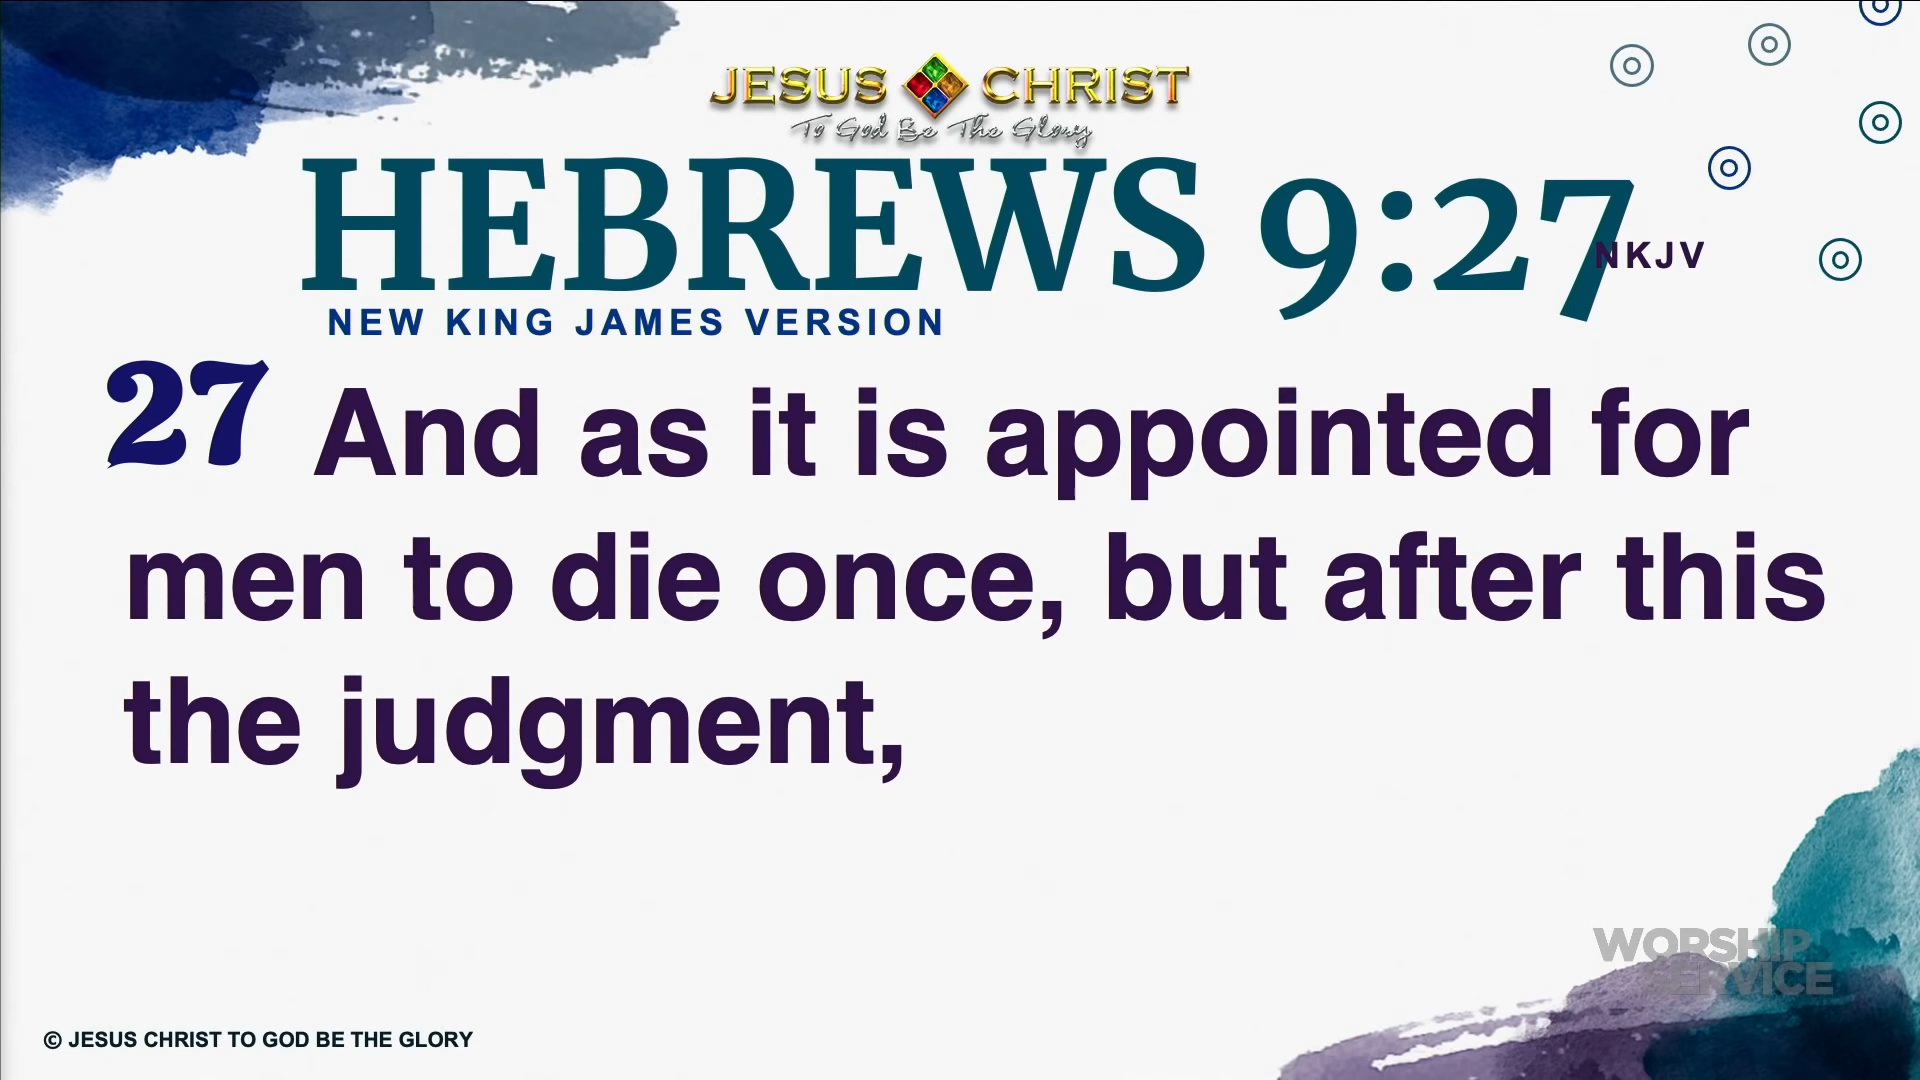 JESUS CHRIST
To God Be The Glory
HEBREWS 9:27
NKJV
NEW KING JAMES VERSION
27 And as it is appointed for
men to die once, but after this
the judgment,
WORSHIP
SERVICE
© JESUS CHRIST TO GOD BE THE GLORY